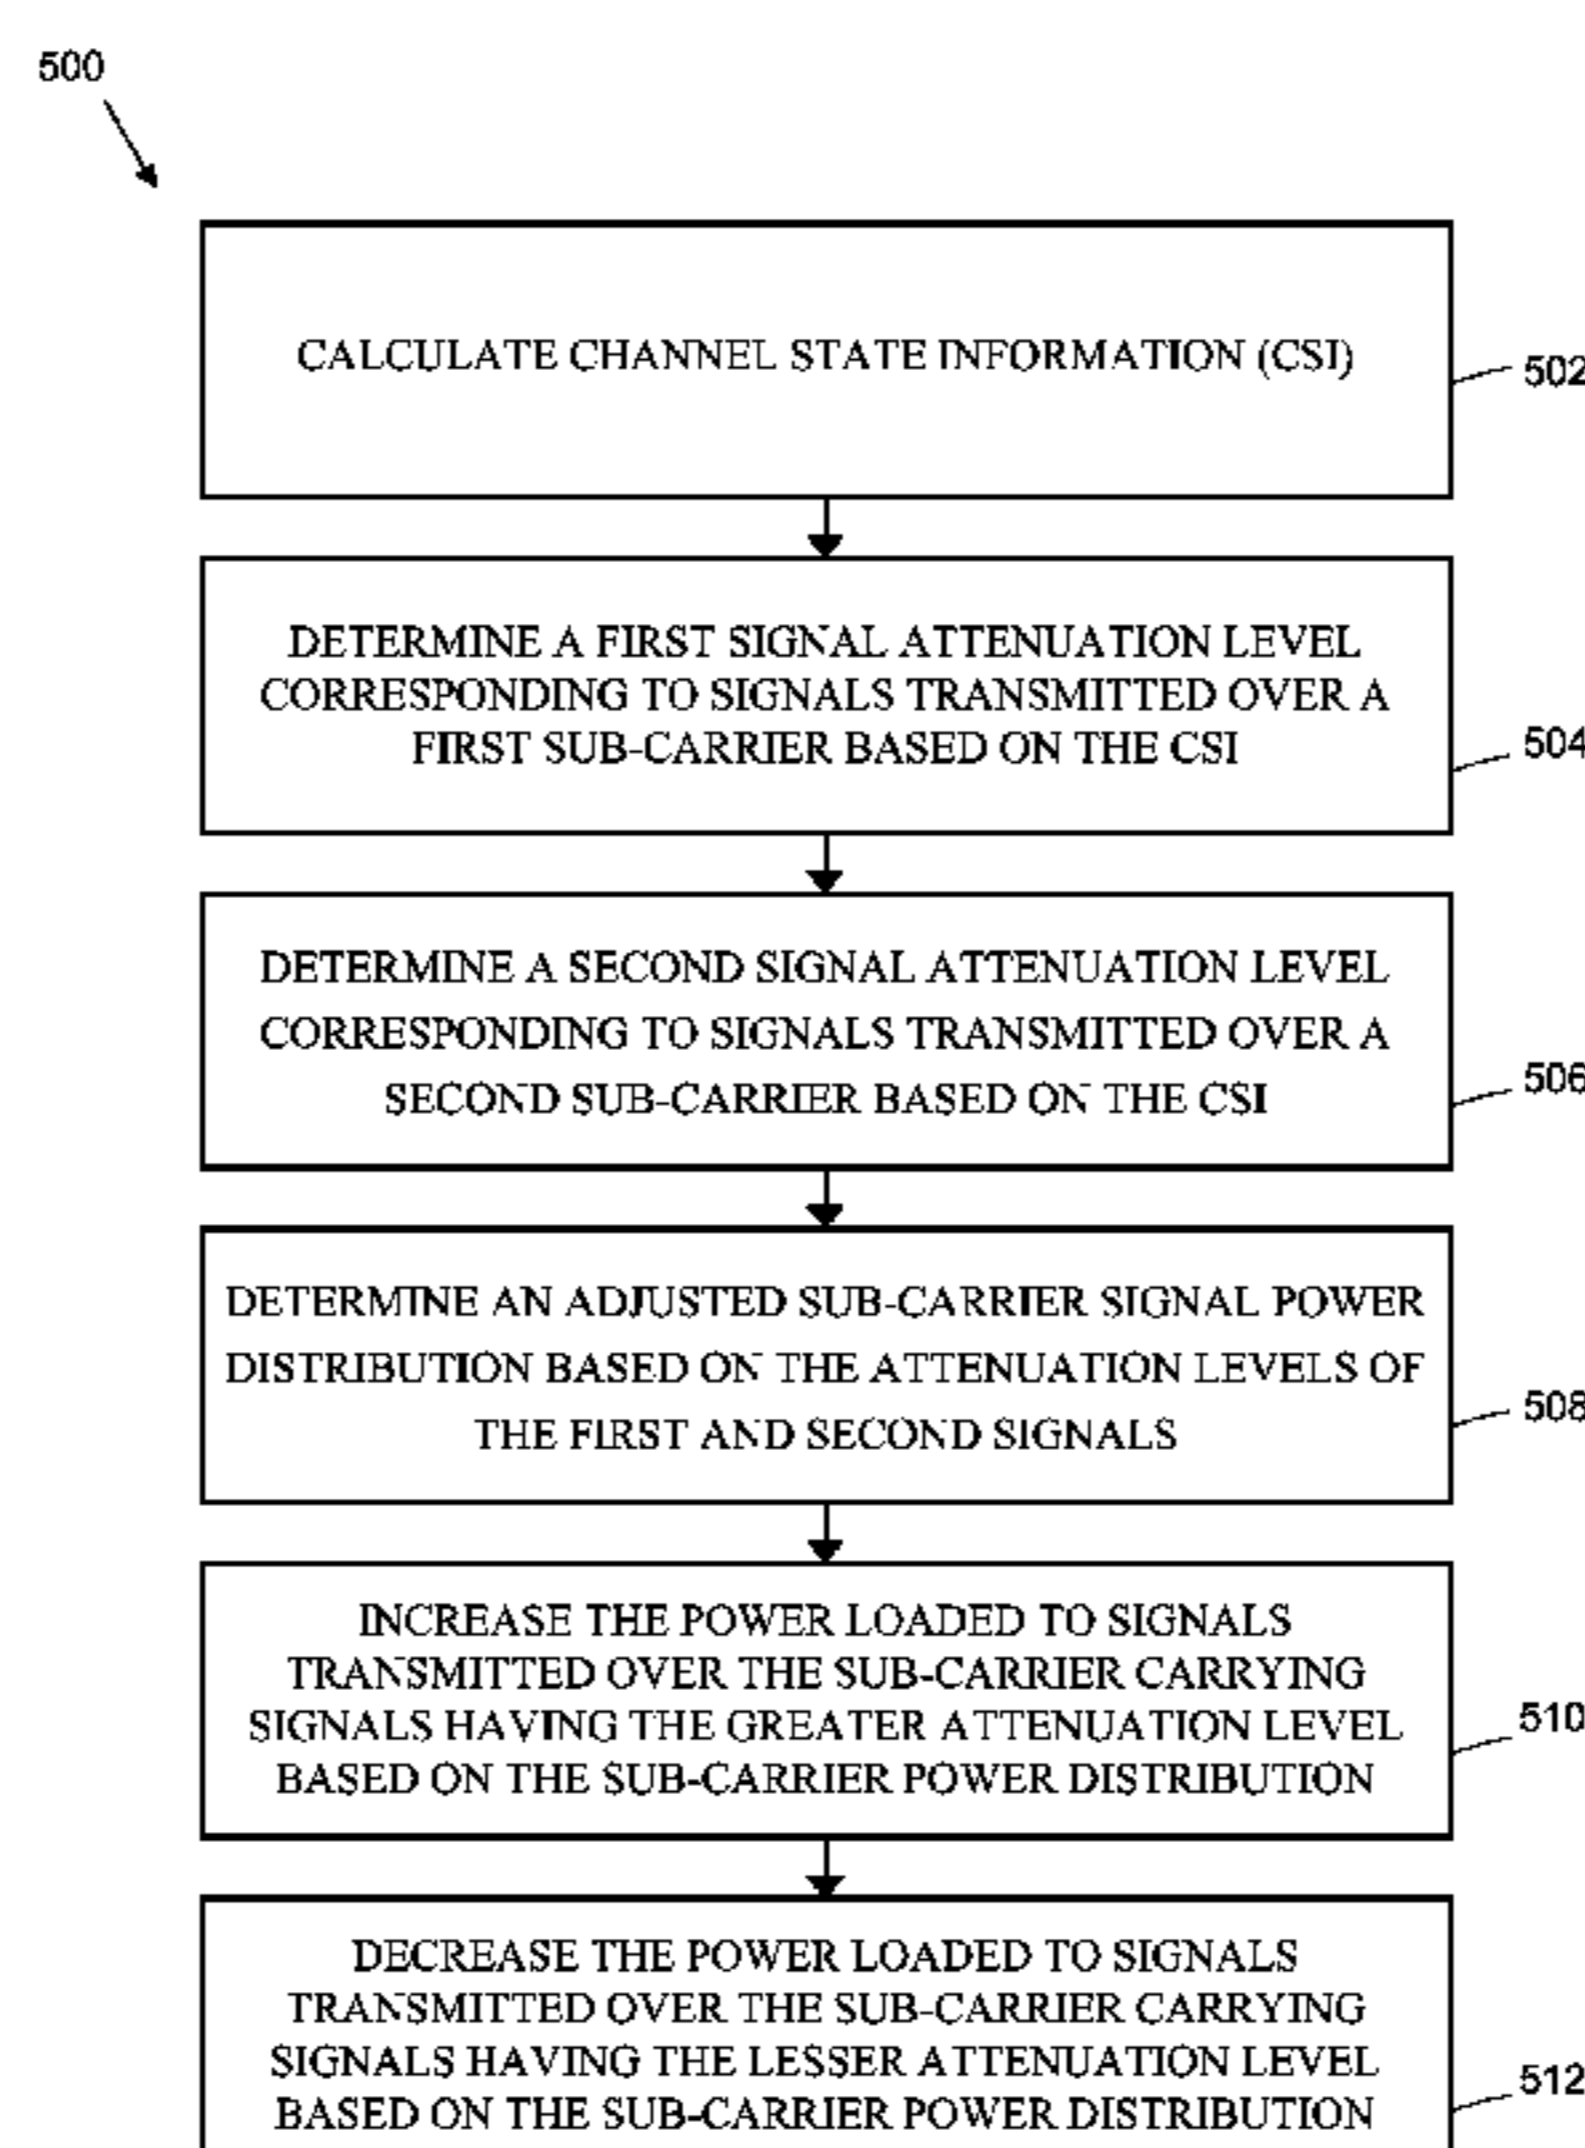 500
CALCULATE CHANNEL STATE INFORMATION (CSI)
502
DETERMINE A FIRST SIGNAL ATTENUATION LEVEL
CORRESPONDING TO SIGNALS TRANSMITTED OVER A
FIRST SUB-CARRIER BASED ON THE CSI
504
DETERMINE A SECOND SIGNAL ATTENUATION LEVEL
CORRESPONDING TO SIGNALS TRANSMITTED OVER A
SECOND SUB-CARRIER BASED ON THE CSI
506
DETERMINE AN ADJUSTED SUB-CARRIER SIGNAL POWER
DISTRIBUTION BASED ON THE ATTENUATION LEVELS OF
THE FIRST AND SECOND SIGNALS
508
INCREASE THE POWER LOADED TO SIGNALS
TRANSMITTED OVER THE SUB-CARRIER CARRYING
SIGNALS HAVING THE GREATER ATTENUATION LEVEL
BASED ON THE SUB-CARRIER POWER DISTRIBUTION
510
DECREASE THE POWER LOADED TO SIGNALS
TRANSMITTED OVER THE SUB-CARRIER CARRYING
SIGNALS HAVING THE LESSER ATTENUATION LEVEL
BASED ON THE SUB-CARRIER POWER DISTRIBUTION
512